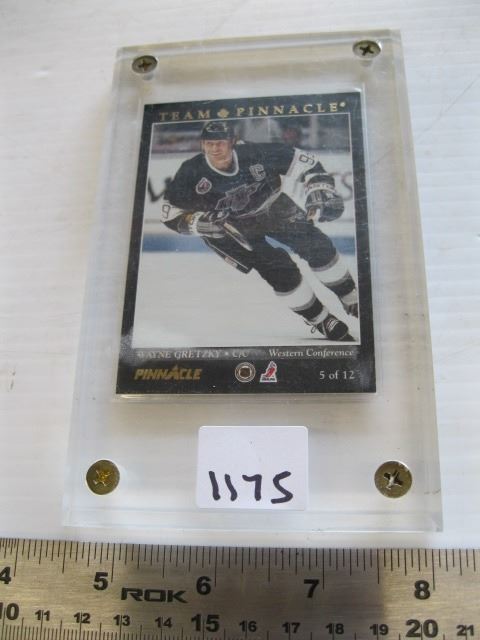 TEAM PINNACLE
WAYNE GRETZKY • C/C Western Conference
PINNACLE 5 of 12
1175
4 5 ROK 6 7 8
10 11 12 13 14 15 16 17 18 19 20 21